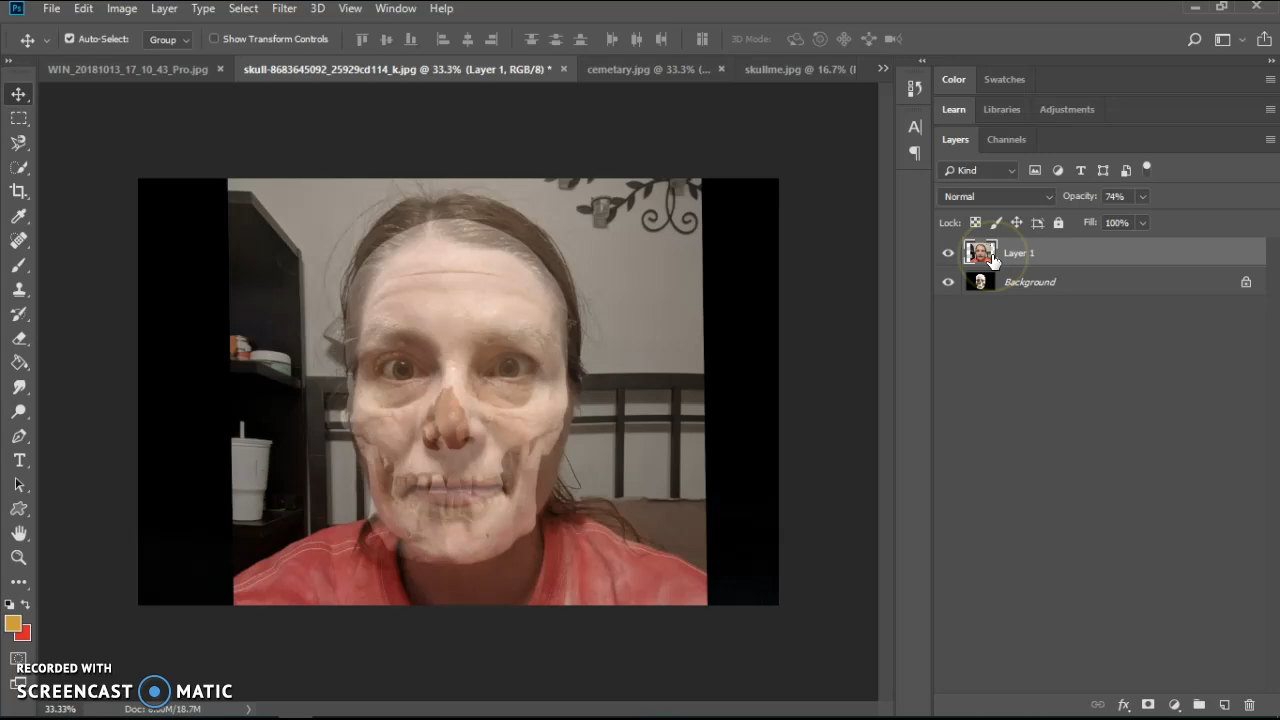 Ps File Edit Image Layer Type Select Filter 3D View Window Help
Auto-Select: Group Show Transform Controls 3D Mode:
WIN_20181013_17_10_43_Pro.jpg × skull-8683645092_25929cd114_k.jpg @ 33.3% (Layer 1, RGB/8) * × cemetary.jpg @ 33.3% (... × skullme.jpg @ 16.7% (
Color Swatches
Learn Libraries Adjustments
Layers Channels
Kind
Normal Opacity: 74%
Lock: Fill: 100%
Layer 1
Background
RECORDED WITH
SCREENCAST MATIC
33.33%